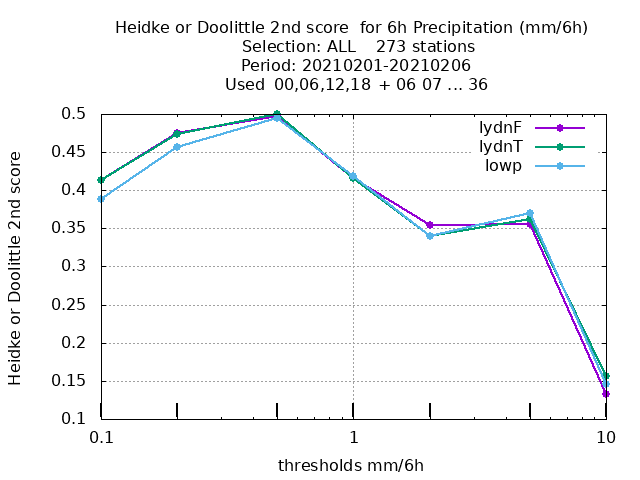 Heidke or Doolittle 2nd score  for 6h Precipitation (mm/6h)
Selection: ALL    273 stations
Period: 20210201-20210206
Used  00,06,12,18  + 06 07 ... 36
0.5
0.45
0.4
0.35
0.3
0.25
0.2
0.15
0.1
Heidke or Doolittle 2nd score
lydnF
lydnT
lowp
0.1
1
10
thresholds mm/6h